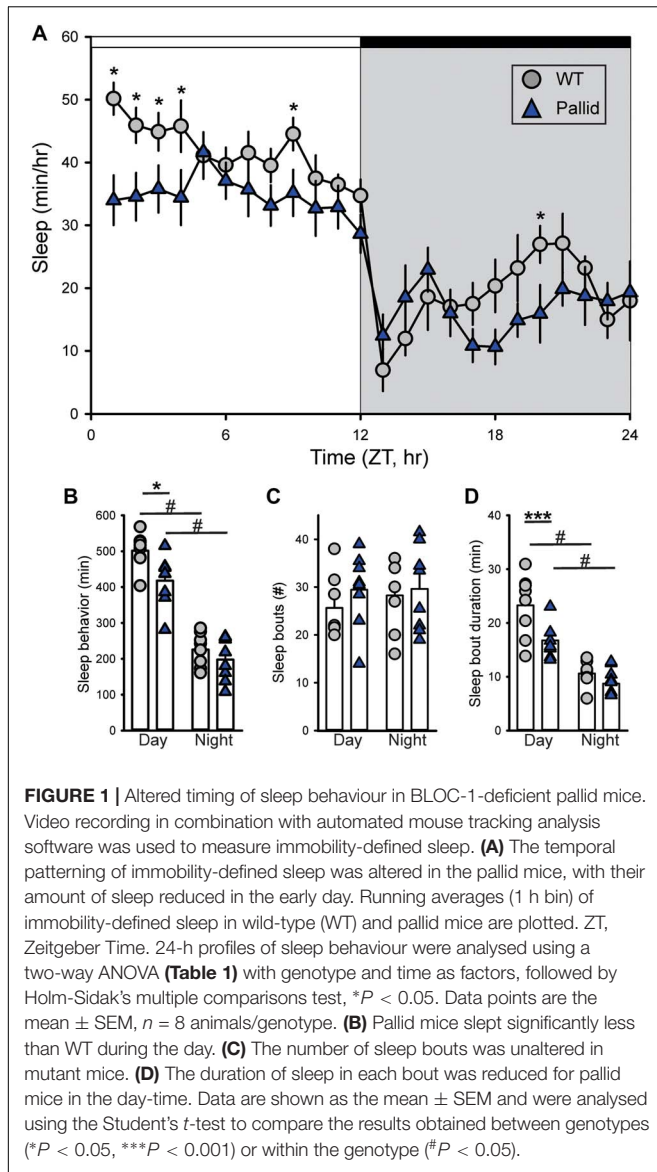 A
60
50
40
30
20
10
0
Sleep (min/hr)
* * * * * *
WT
Pallid
0 6 12 18 24
Time (ZT, hr)
B
*
#
#
600
500
400
300
200
100
0
Sleep behavior (min)
Day Night
C
40
30
20
10
0
Sleep bouts (#)
Day Night
D
***
#
#
40
30
20
10
0
Sleep bout duration (min)
Day Night
FIGURE 1 | Altered timing of sleep behaviour in BLOC-1-deficient pallid mice.
Video recording in combination with automated mouse tracking analysis
software was used to measure immobility-defined sleep. (A) The temporal
patterning of immobility-defined sleep was altered in the pallid mice, with their
amount of sleep reduced in the early day. Running averages (1 h bin) of
immobility-defined sleep in wild-type (WT) and pallid mice are plotted. ZT,
Zeitgeber Time. 24-h profiles of sleep behaviour were analysed using a
two-way ANOVA (Table 1) with genotype and time as factors, followed by
Holm-Sidak's multiple comparisons test, *P < 0.05. Data points are the
mean ± SEM, n = 8 animals/genotype. (B) Pallid mice slept significantly less
than WT during the day. (C) The number of sleep bouts was unaltered in
mutant mice. (D) The duration of sleep in each bout was reduced for pallid
mice in the day-time. Data are shown as the mean ± SEM and were analysed
using the Student's t-test to compare the results obtained between genotypes
(*P < 0.05, ***P < 0.001) or within the genotype (#P < 0.05).